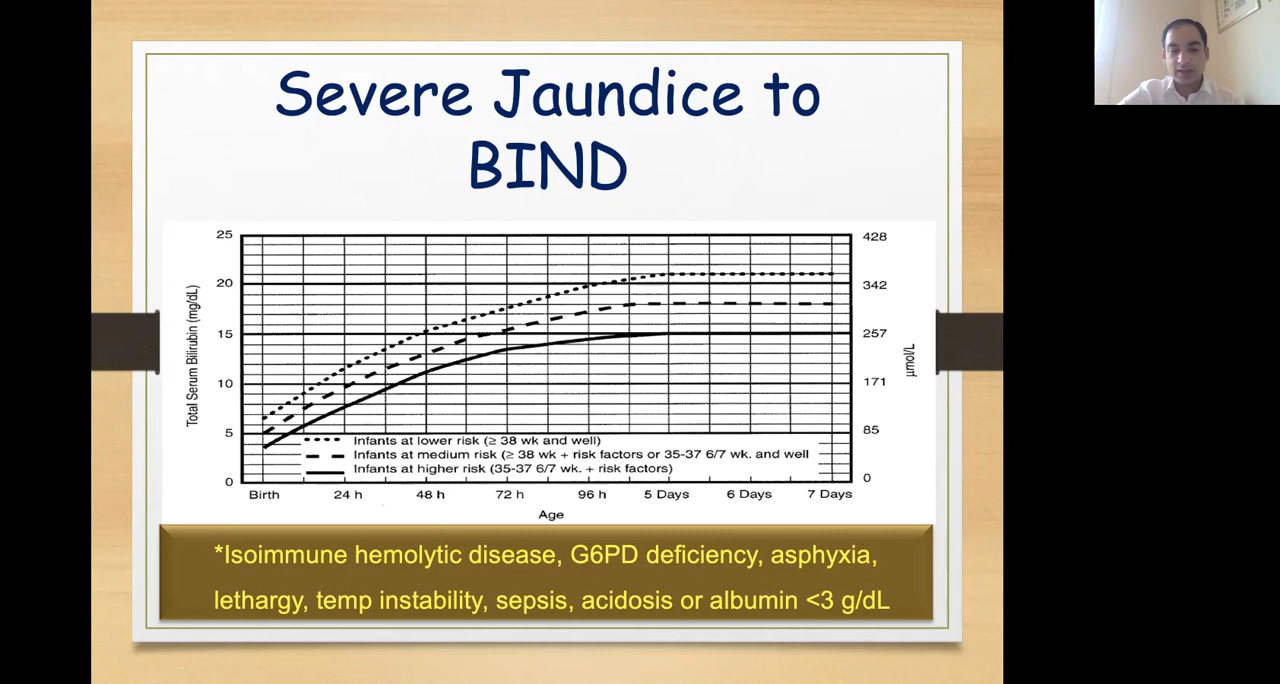 Severe Jaundice to
BIND
25
20
15
10
5
0
Total Serum Bilirubin (mg/dL)
428
342
257
171
85
0
µmol/L
Infants at lower risk (≥ 38 wk and well)
Infants at medium risk (≥ 38 wk + risk factors or 35-37 6/7 wk. and well
Infants at higher risk (35-37 6/7 wk. + risk factors)
Birth 24 h 48 h 72 h 96 h 5 Days 6 Days 7 Days
Age
*Isoimmune hemolytic disease, G6PD deficiency, asphyxia,
lethargy, temp instability, sepsis, acidosis or albumin <3 g/dL